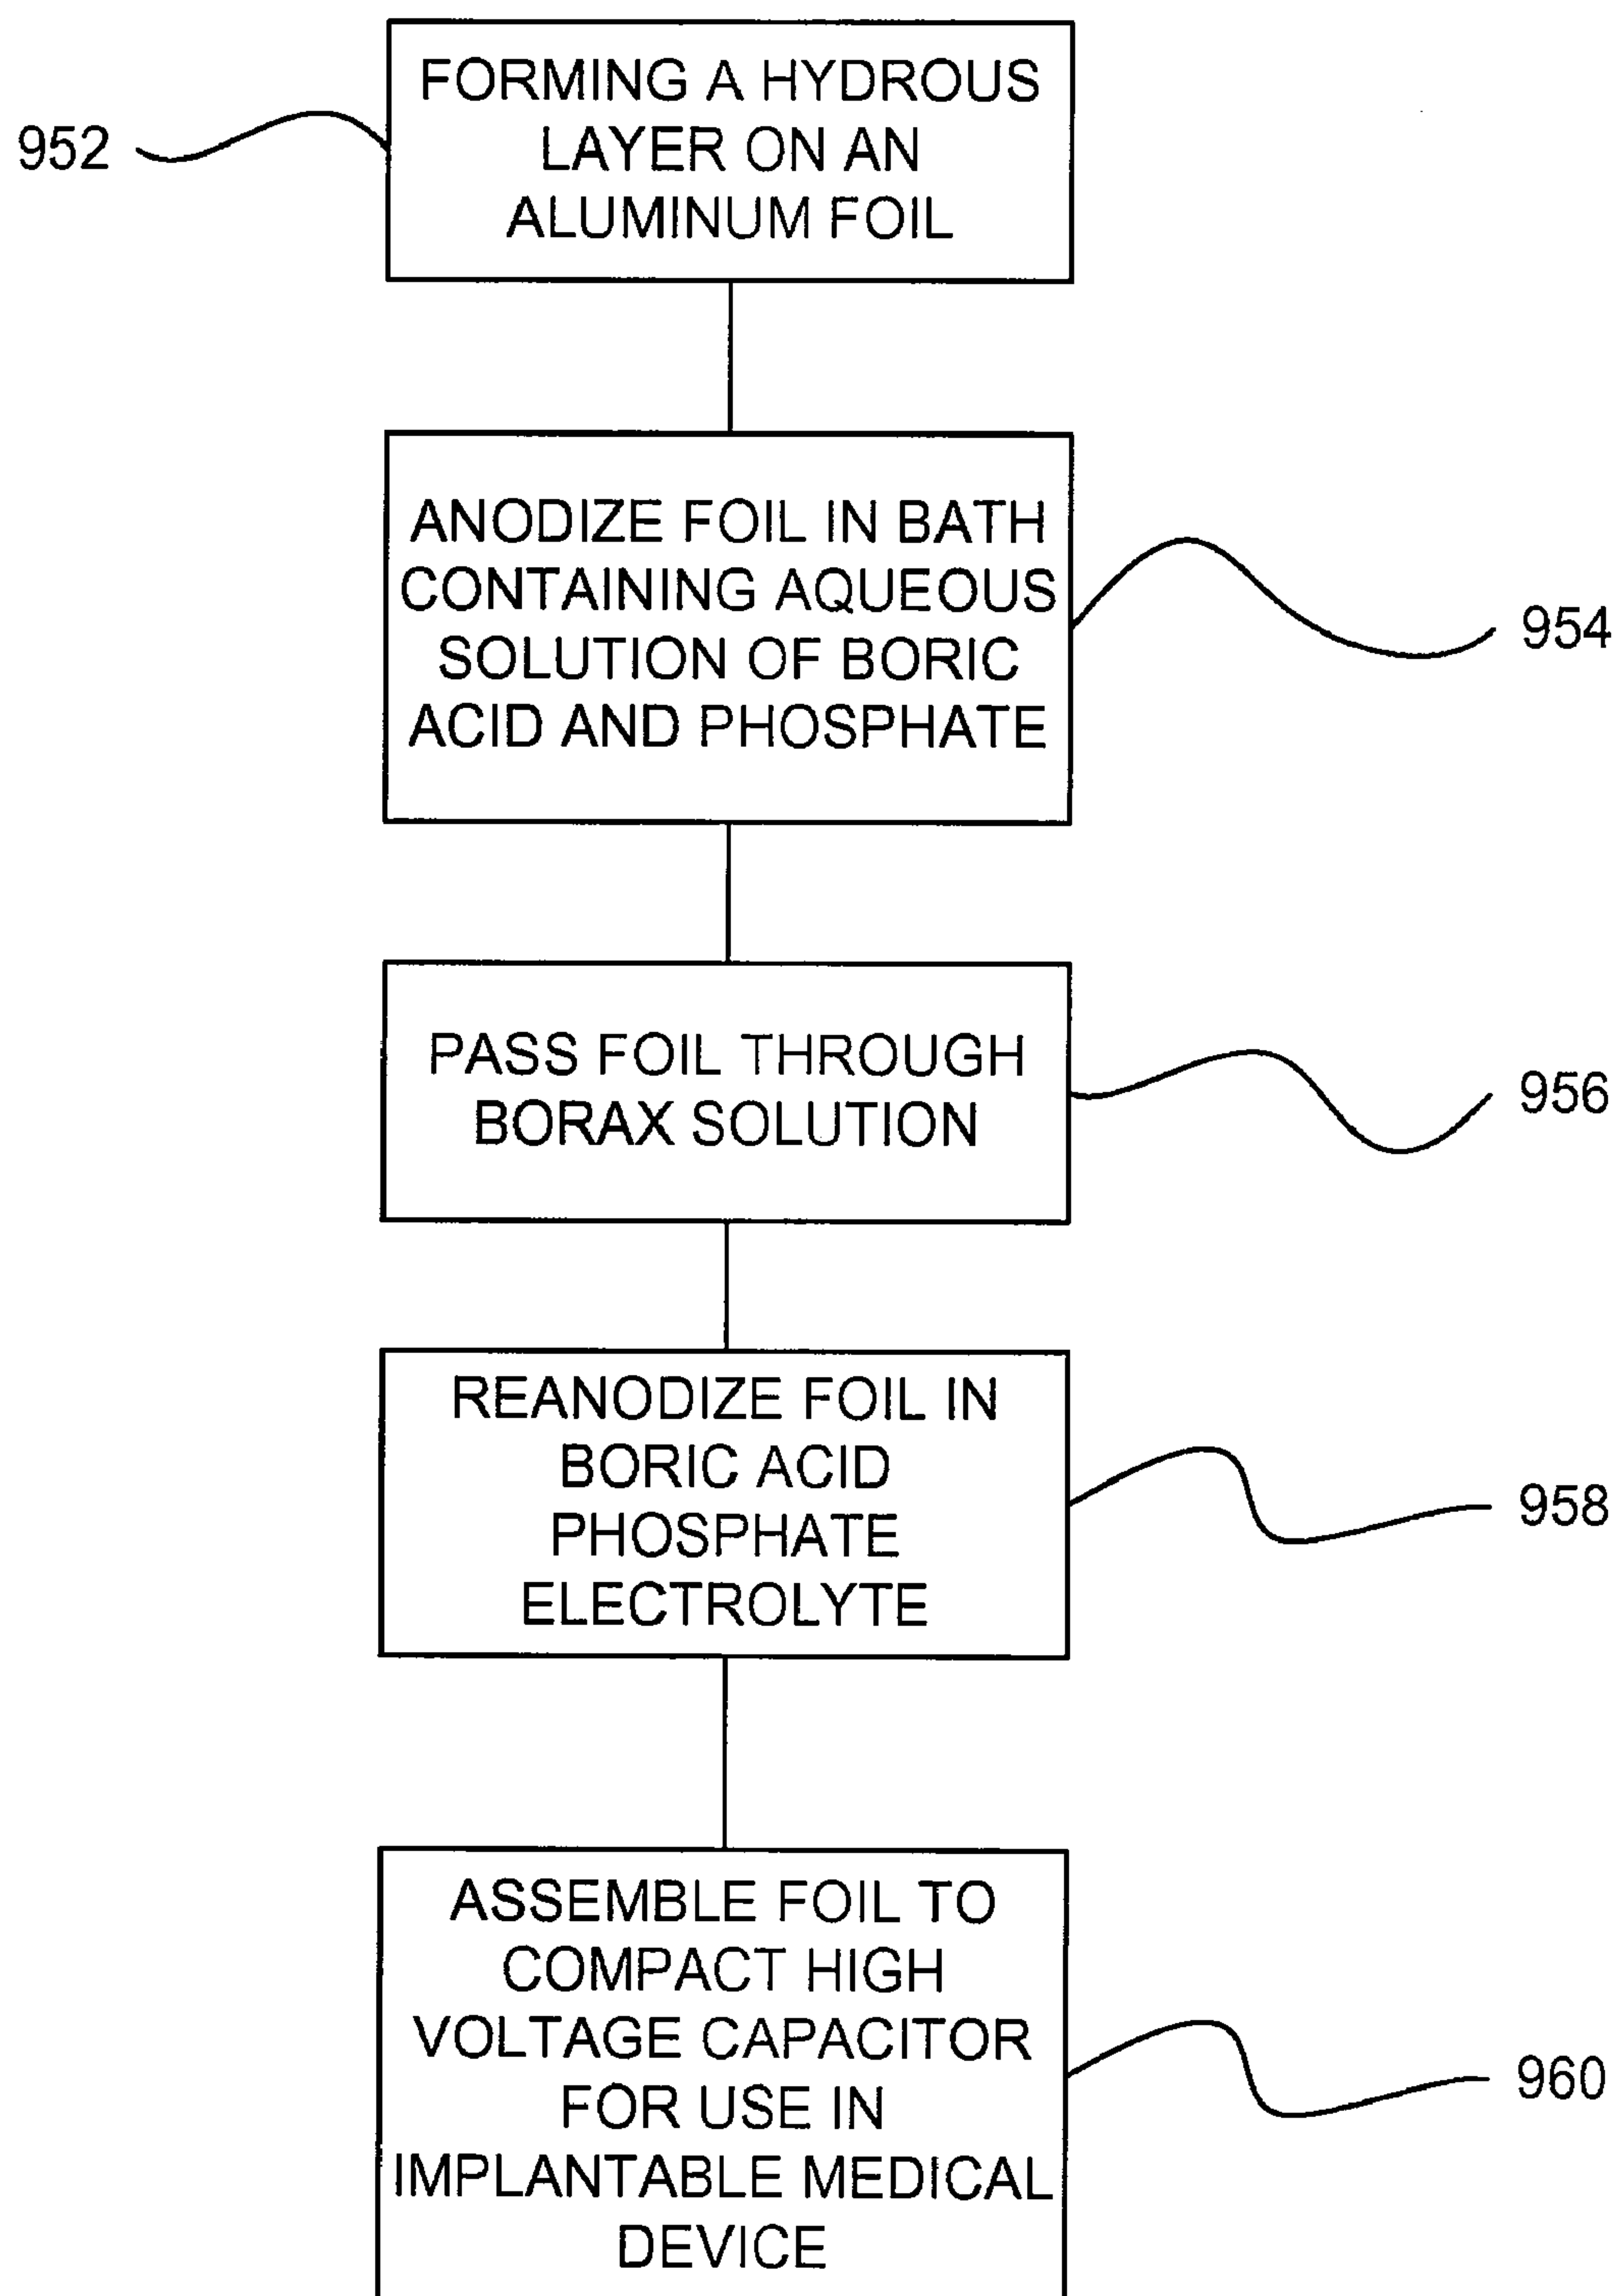 FORMING A HYDROUS
LAYER ON AN
ALUMINUM FOIL
952
ANODIZE FOIL IN BATH
CONTAINING AQUEOUS
SOLUTION OF BORIC
ACID AND PHOSPHATE
954
PASS FOIL THROUGH
BORAX SOLUTION
956
REANODIZE FOIL IN
BORIC ACID
PHOSPHATE
ELECTROLYTE
958
ASSEMBLE FOIL TO
COMPACT HIGH
VOLTAGE CAPACITOR
FOR USE IN
IMPLANTABLE MEDICAL
DEVICE
960